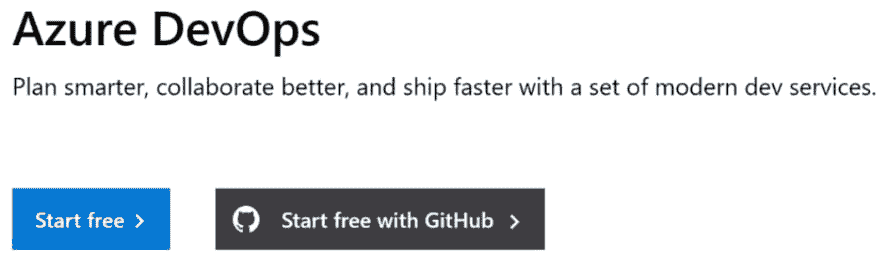 Azure DevOps
Plan smarter, collaborate better, and ship faster with a set of modern dev services.
Start free >
Start free with GitHub >